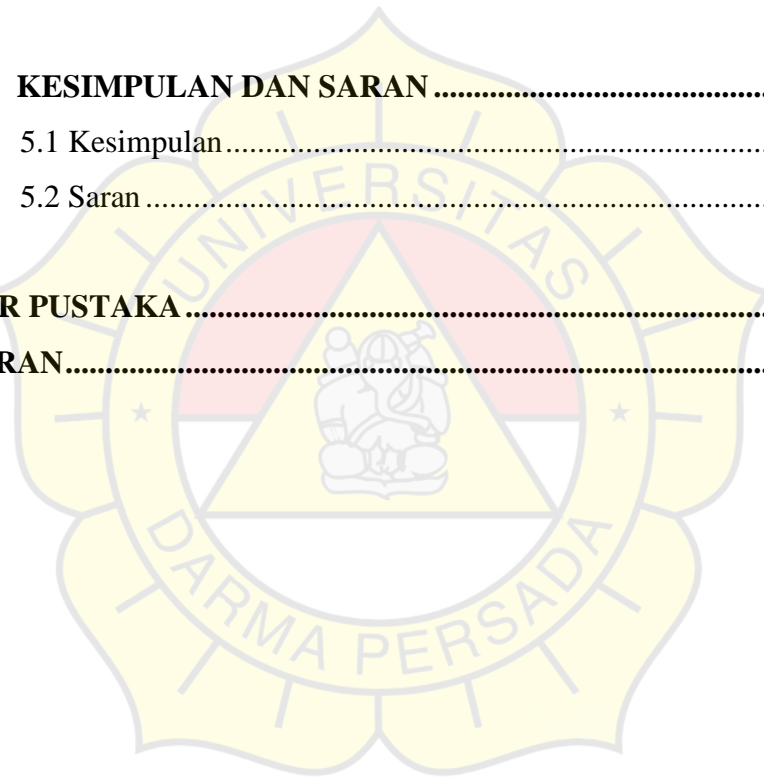 KESIMPULAN DAN SARAN ........................................
5.1 Kesimpulan ........................................
5.2 Saran ........................................
UNIVERSITAS
R PUSTAKA ........................................
RAN ........................................
DARMA PERSADA